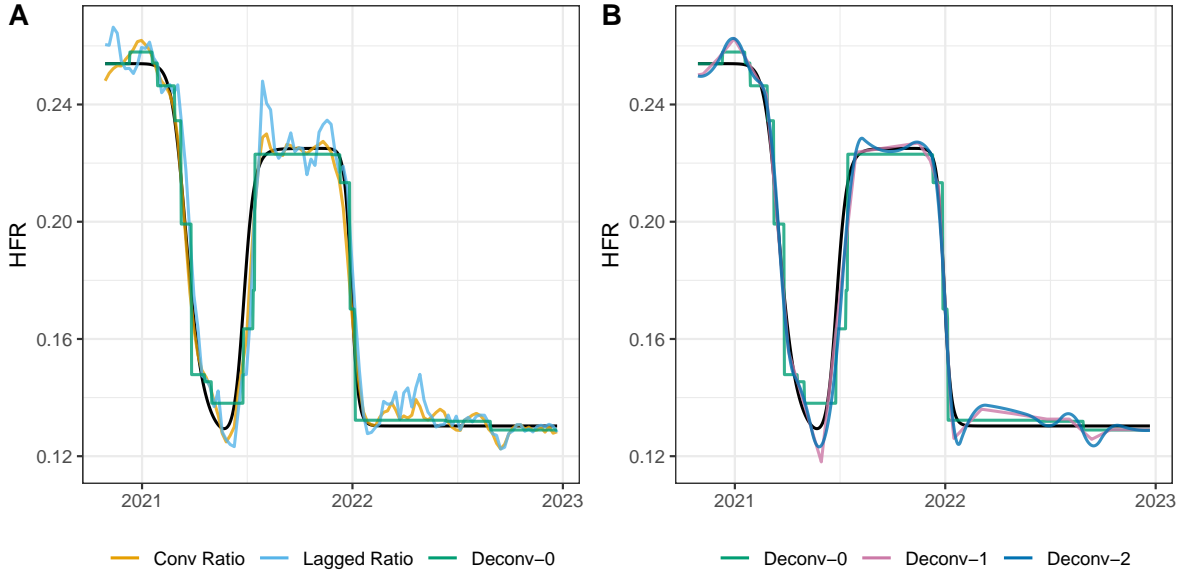 A
HFR
0.24
0.20
0.16
0.12
2021
2022
2023
Conv Ratio
Lagged Ratio
Deconv−0
B
HFR
0.24
0.20
0.16
0.12
2021
2022
2023
Deconv−0
Deconv−1
Deconv−2